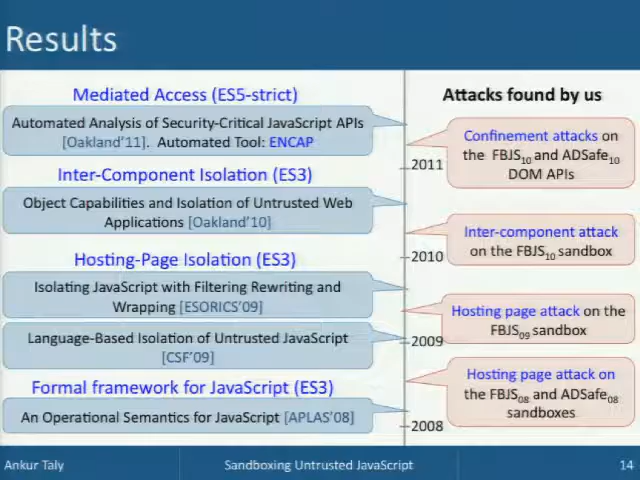 Results
Mediated Access (ES5-strict)
Automated Analysis of Security-Critical JavaScript APIs
[Oakland'11]. Automated Tool: ENCAP
Inter-Component Isolation (ES3)
Object Capabilities and Isolation of Untrusted Web
Applications [Oakland'10]
Hosting-Page Isolation (ES3)
Isolating JavaScript with Filtering Rewriting and
Wrapping [ESORICS'09]
Language-Based Isolation of Untrusted JavaScript
[CSF'09]
Formal framework for JavaScript (ES3)
An Operational Semantics for JavaScript [APLAS'08]
2011
2010
2009
2008
Attacks found by us
Confinement attacks on
the FBJS10 and ADSafe10
DOM APIs
Inter-component attack
on the FBJS10 sandbox
Hosting page attack on the
FBJS09 sandbox
Hosting page attack on
the FBJS08 and ADSafe08
sandboxes
Ankur Taly
Sandboxing Untrusted JavaScript
14